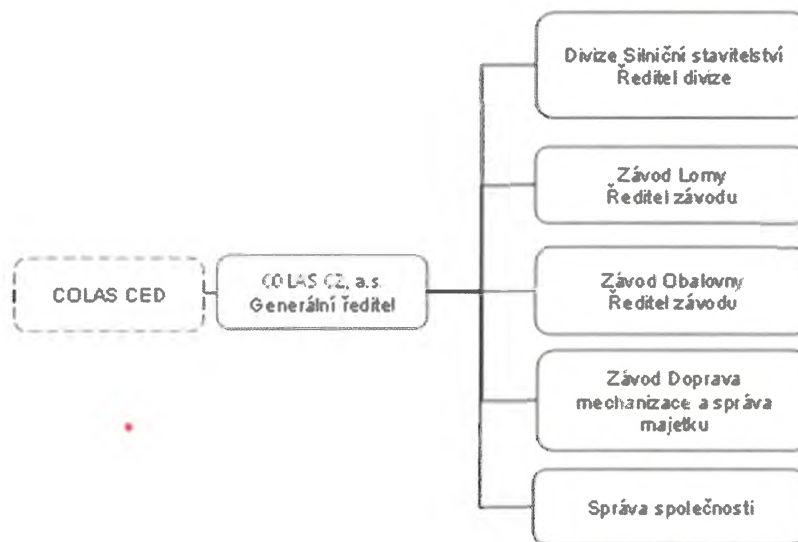 COLAS CED
COLAS CZ, a.s.
Generální ředitel
Divize Silniční stavitelství
Ředitel divize
Závod Lomy
Ředitel závodu
Závod Obalovny
Ředitel závodu
Závod Doprava
mechanizace a správa
majetku
Správa společnosti